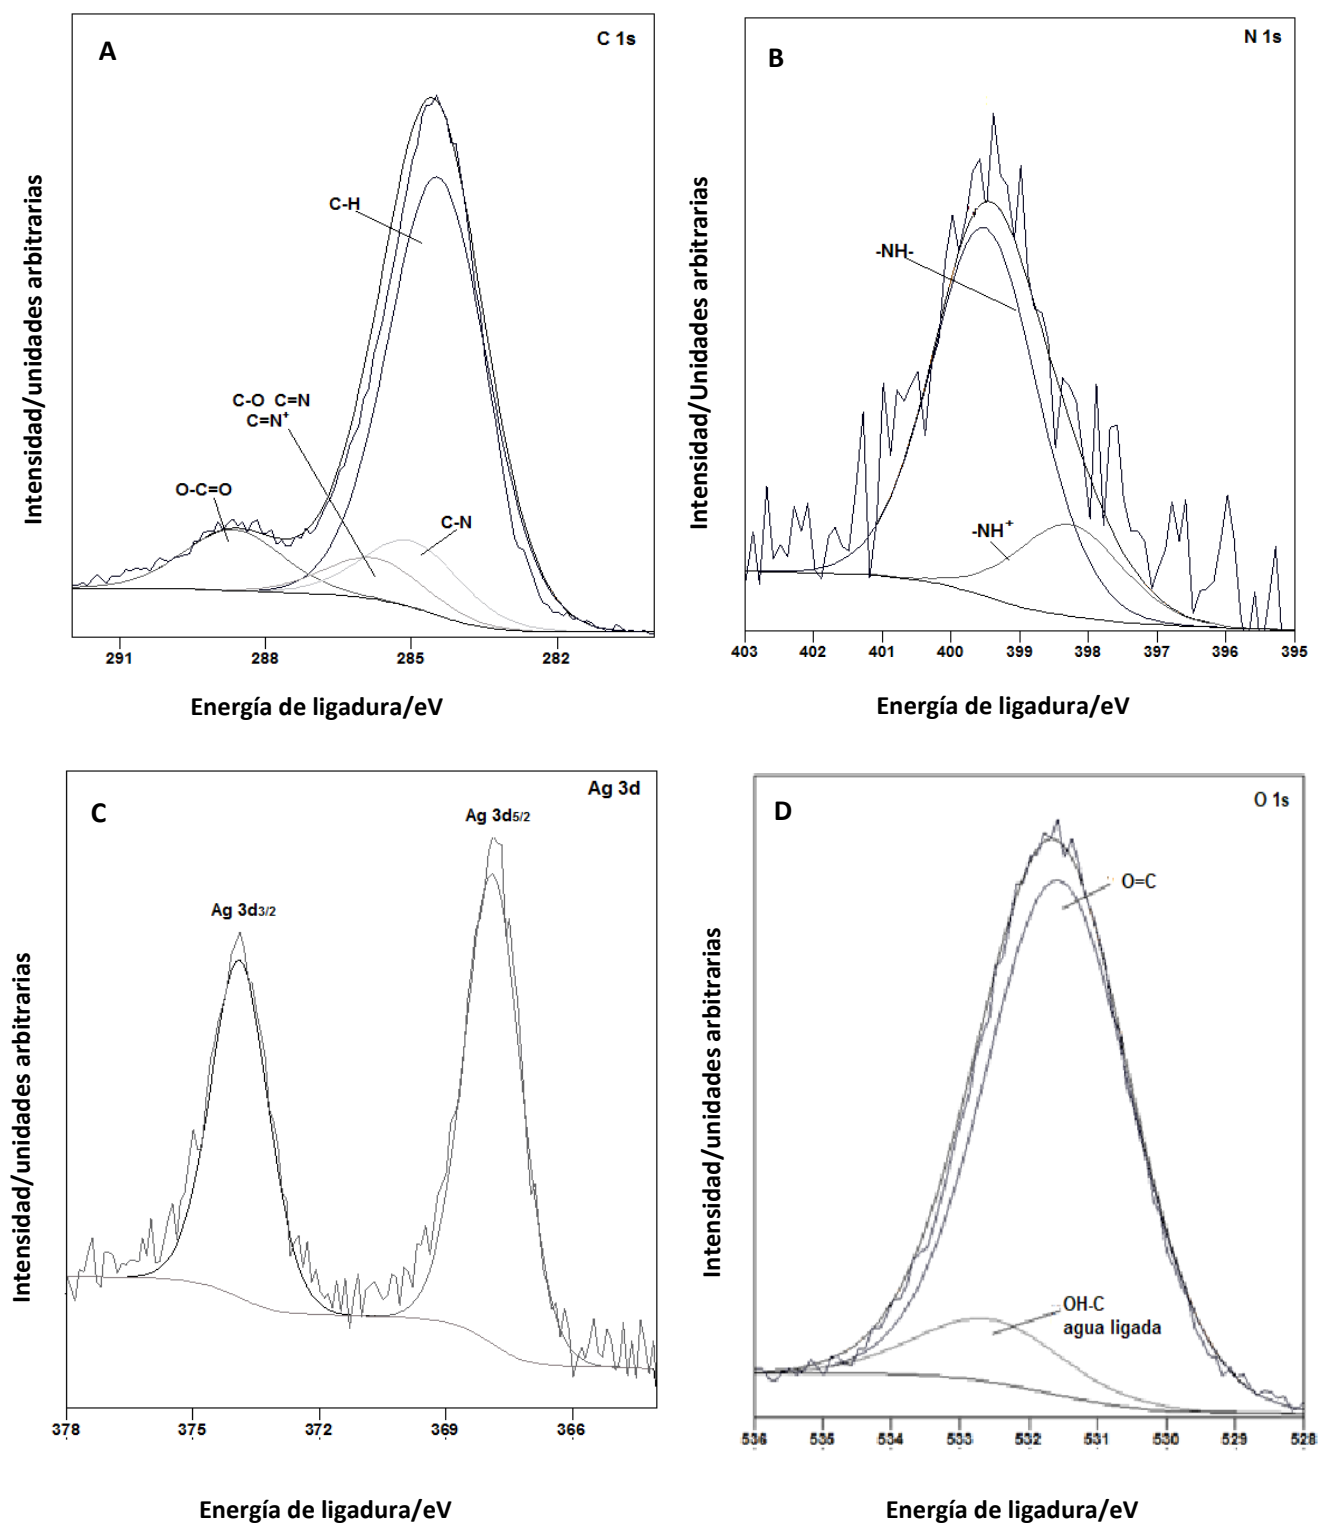 A
C 1s
Intensidad/unidades arbitrarias
C-H
C-O C=N
C=N+
O-C=O
C-N
291 288 285 282
Energía de ligadura/eV
B
N 1s
Intensidad/Unidades arbitrarias
-NH-
-NH+
403 402 401 400 399 398 397 396 395
Energía de ligadura/eV
C
Ag 3d
Intensidad/unidades arbitrarias
Ag 3d5/2
Ag 3d3/2
378 375 372 369 366
Energía de ligadura/eV
D
O 1s
Intensidad/unidades arbitrarias
O=C
OH-C
agua ligada
536 535 534 533 532 531 530 529 528
Energía de ligadura/eV